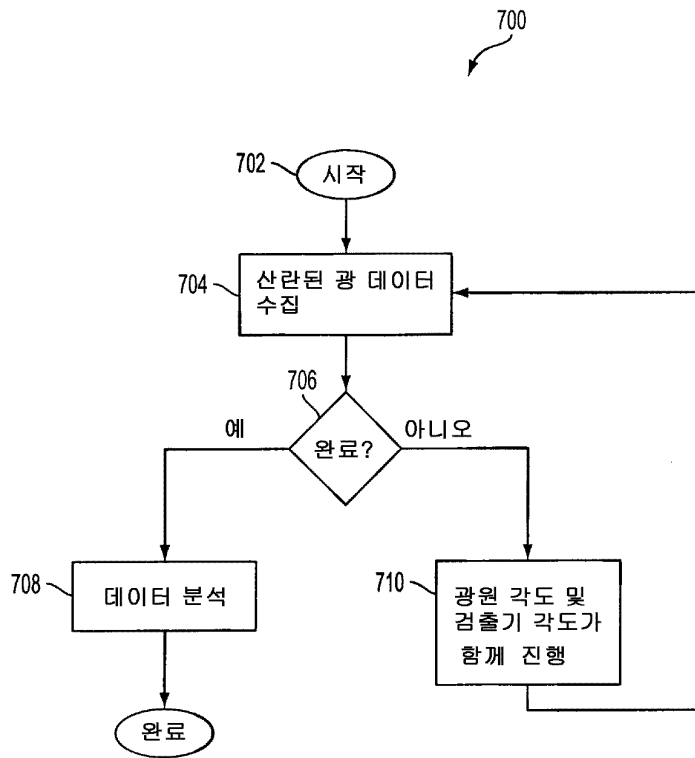 700
702
시작
704
산란된 광 데이터
수집
706
예
완료?
아니오
708
데이터 분석
710
광원 각도 및
검출기 각도가
함께 진행
완료